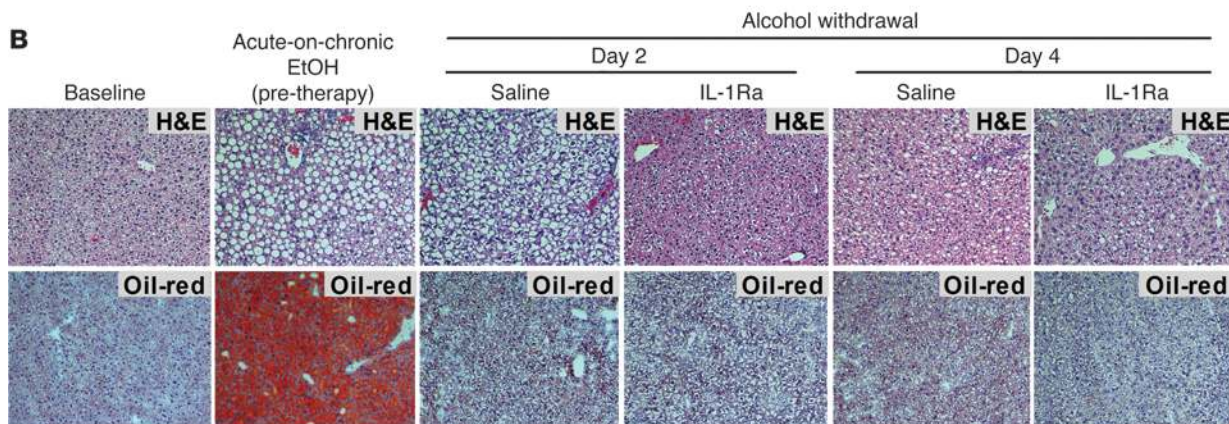 B
Alcohol withdrawal
Acute-on-chronic
EtOH
(pre-therapy)
Day 2
Day 4
Baseline
Saline
IL-1Ra
Saline
IL-1Ra
H&E
H&E
H&E
H&E
H&E
H&E
Oil-red
Oil-red
Oil-red
Oil-red
Oil-red
Oil-red